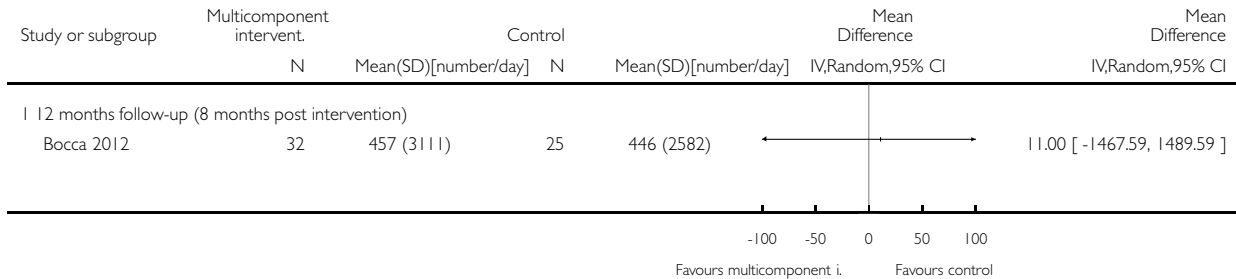 Study or subgroup Multicomponent intervent. Control Mean Difference Mean Difference
N Mean(SD)[number/day] N Mean(SD)[number/day] IV,Random,95% CI IV,Random,95% CI
1 12 months follow-up (8 months post intervention)
Bocca 2012 32 457 (3111) 25 446 (2582) 11.00 [ -1467.59, 1489.59 ]
-100 -50 0 50 100
Favours multicomponent i. Favours control